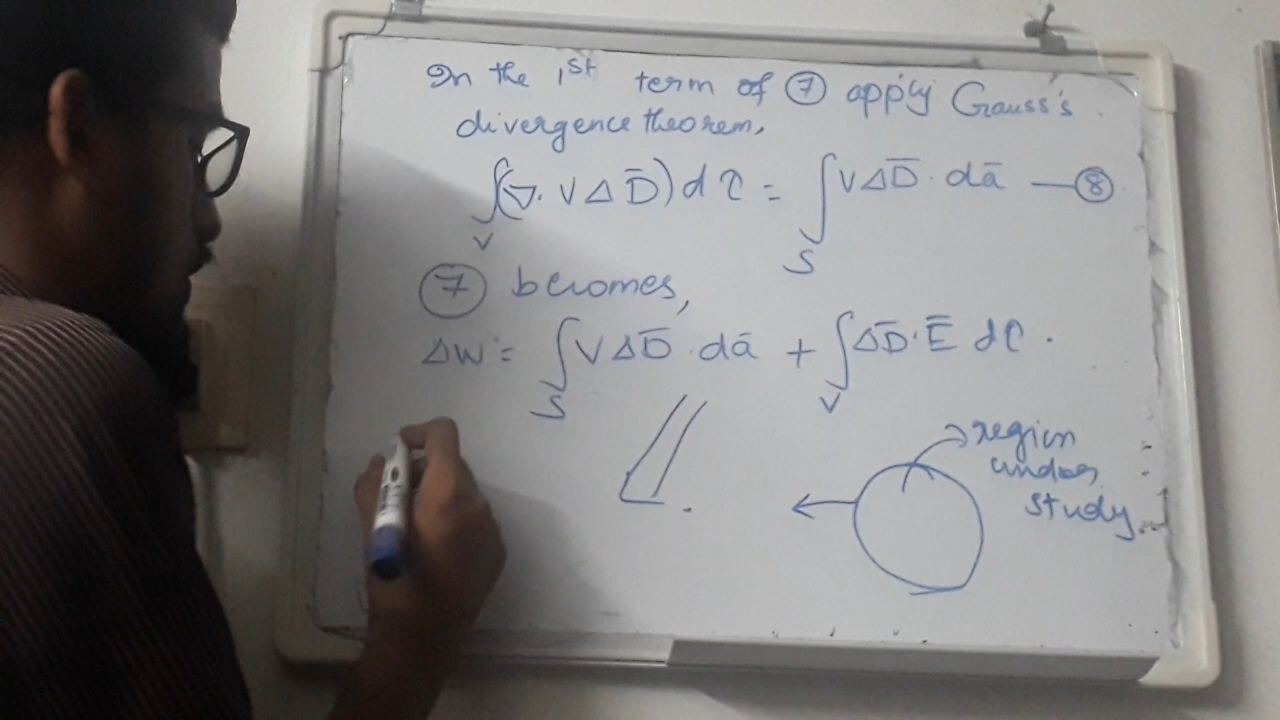 In the 1st term of ⑦ apply Gauss's
divergence theorem,
∫(∇. V Δ D̄) dτ = ∫ V Δ D̄ . dā — ⑧
V S
⑦ becomes,
ΔW = ∫ V Δ D̄ . dā + ∫ Δ D̄ . Ē dτ .
S V
region
under
study.